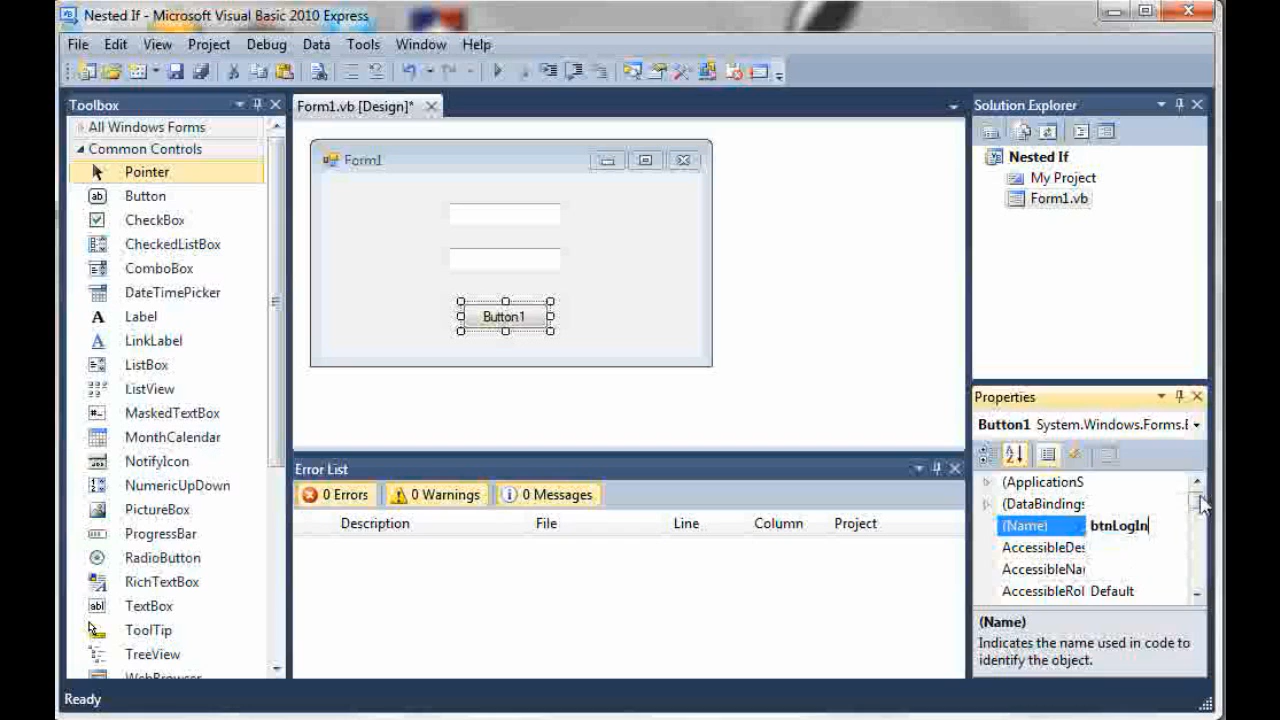 Nested If - Microsoft Visual Basic 2010 Express
File Edit View Project Debug Data Tools Window Help
Toolbox
All Windows Forms
Common Controls
Pointer
Button
CheckBox
CheckedListBox
ComboBox
DateTimePicker
Label
LinkLabel
ListBox
ListView
MaskedTextBox
MonthCalendar
NotifyIcon
NumericUpDown
PictureBox
ProgressBar
RadioButton
RichTextBox
TextBox
ToolTip
TreeView
WebBrowser
Form1.vb [Design]*
Form1
Button1
Error List
0 Errors 0 Warnings 0 Messages
Description File Line Column Project
Solution Explorer
Nested If
My Project
Form1.vb
Properties
Button1 System.Windows.Forms.
(ApplicationS
(DataBindings
(Name) btnLogIn
AccessibleDes
AccessibleNa
AccessibleRol Default
(Name)
Indicates the name used in code to
identify the object.
Ready